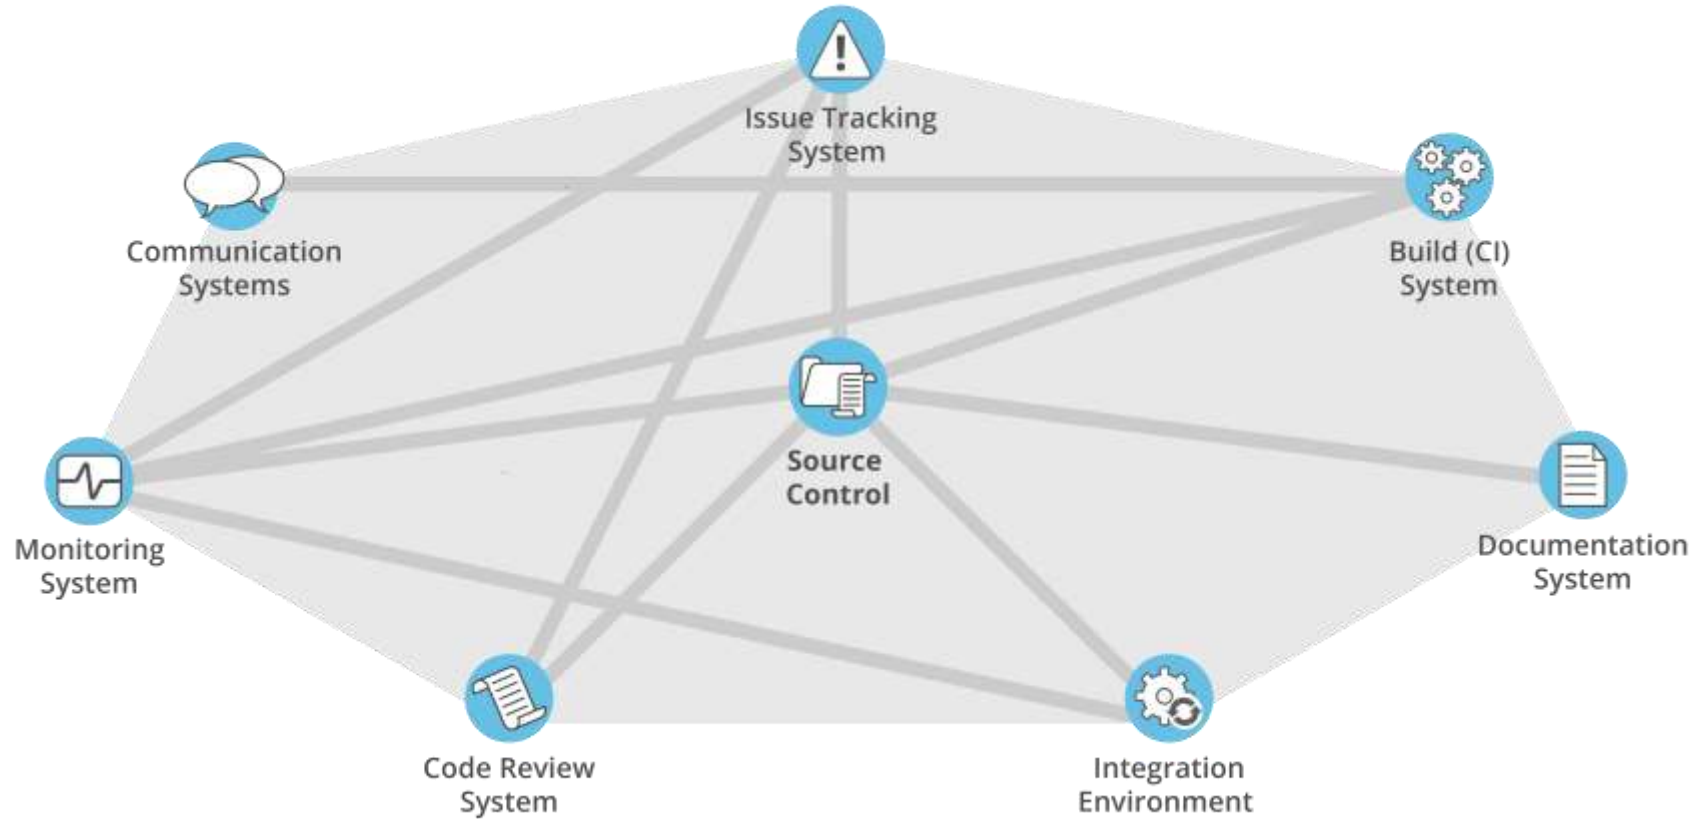 Issue Tracking
System
Communication
Systems
Build (CI)
System
Source
Control
Monitoring
System
Documentation
System
Code Review
System
Integration
Environment